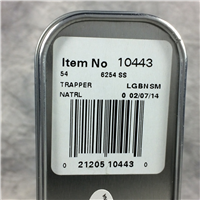 Item No 10443
54 6254 SS
TRAPPER LGBNSM
NATRL 0 02/07/14
0 21205 10443 0